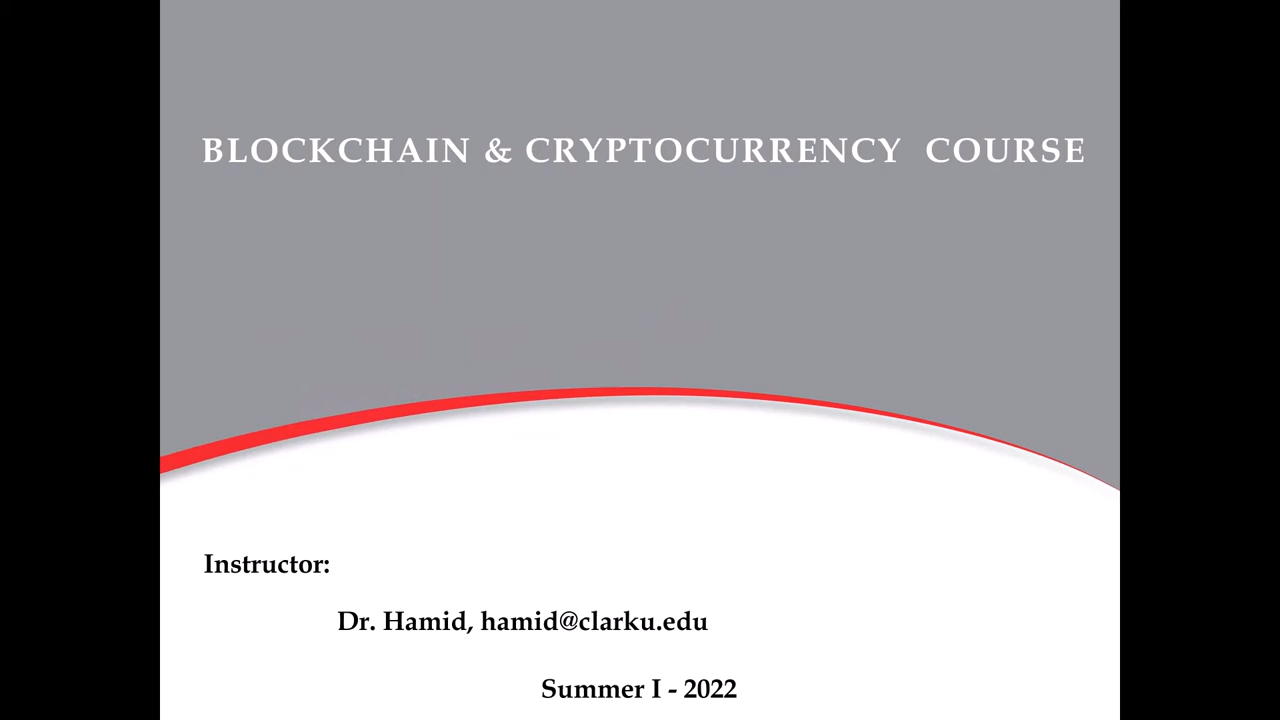 BLOCKCHAIN & CRYPTOCURRENCY COURSE
Instructor:
Dr. Hamid, hamid@clarku.edu
Summer I - 2022